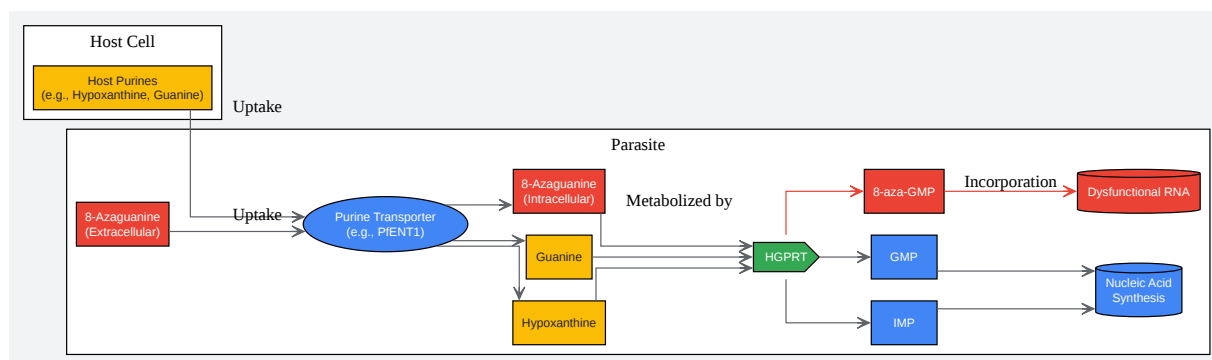 Host Cell
Host Purines
(e.g., Hypoxanthine, Guanine)
Uptake
Parasite
8-Azaguanine
(Extracellular)
Uptake
Purine Transporter
(e.g., PfENT1)
8-Azaguanine
(Intracellular)
Guanine
Hypoxanthine
Metabolized by
HGPRT
8-aza-GMP
GMP
IMP
Incorporation
Dysfunctional RNA
Nucleic Acid
Synthesis